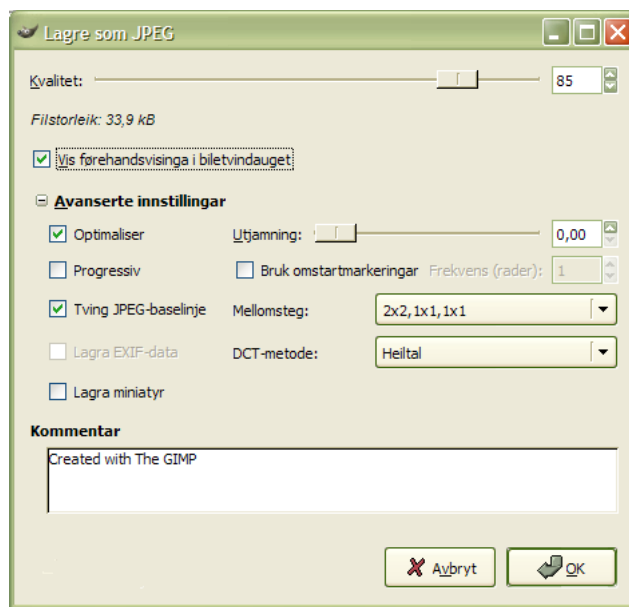 Lagre som JPEG
Kvalitet: 85
Filstorleik: 33,9 kB
Vis førehandsvisinga i biletvindauget
Avanserte innstillingar
Optimaliser Utjamning: 0,00
Progressiv Bruk omstartmarkeringar Frekvens (rader): 1
Tving JPEG-baselinje Mellomsteg: 2x2,1x1,1x1
Lagra EXIF-data DCT-metode: Heiltal
Lagra miniatyr
Kommentar
Created with The GIMP
Avbryt OK